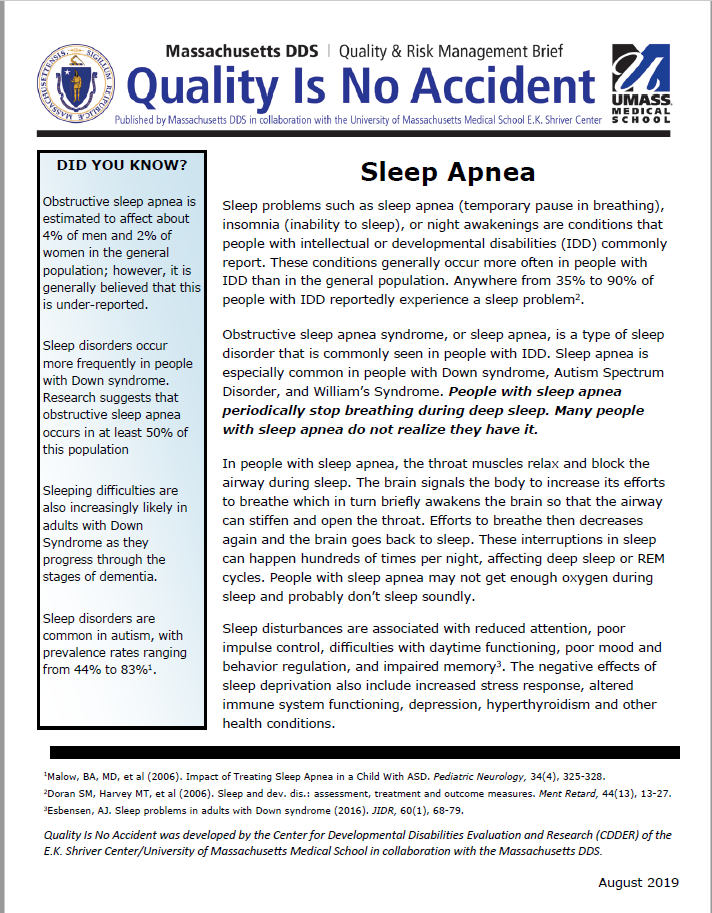 Massachusetts DDS | Quality & Risk Management Brief
Quality Is No Accident
Published by Massachusetts DDS in collaboration with the University of Massachusetts Medical School E.K. Shriver Center
UMASS
MEDICAL
SCHOOL
DID YOU KNOW?
Obstructive sleep apnea is
estimated to affect about
4% of men and 2% of
women in the general
population; however, it is
generally believed that this
is under-reported.
Sleep disorders occur
more frequently in people
with Down syndrome.
Research suggests that
obstructive sleep apnea
occurs in at least 50% of
this population
Sleeping difficulties are
also increasingly likely in
adults with Down
Syndrome as they
progress through the
stages of dementia.
Sleep disorders are
common in autism, with
prevalence rates ranging
from 44% to 83%¹.
Sleep Apnea
Sleep problems such as sleep apnea (temporary pause in breathing),
insomnia (inability to sleep), or night awakenings are conditions that
people with intellectual or developmental disabilities (IDD) commonly
report. These conditions generally occur more often in people with
IDD than in the general population. Anywhere from 35% to 90% of
people with IDD reportedly experience a sleep problem².
Obstructive sleep apnea syndrome, or sleep apnea, is a type of sleep
disorder that is commonly seen in people with IDD. Sleep apnea is
especially common in people with Down syndrome, Autism Spectrum
Disorder, and William's Syndrome. People with sleep apnea
periodically stop breathing during deep sleep. Many people
with sleep apnea do not realize they have it.
In people with sleep apnea, the throat muscles relax and block the
airway during sleep. The brain signals the body to increase its efforts
to breathe which in turn briefly awakens the brain so that the airway
can stiffen and open the throat. Efforts to breathe then decreases
again and the brain goes back to sleep. These interruptions in sleep
can happen hundreds of times per night, affecting deep sleep or REM
cycles. People with sleep apnea may not get enough oxygen during
sleep and probably don't sleep soundly.
Sleep disturbances are associated with reduced attention, poor
impulse control, difficulties with daytime functioning, poor mood and
behavior regulation, and impaired memory³. The negative effects of
sleep deprivation also include increased stress response, altered
immune system functioning, depression, hyperthyroidism and other
health conditions.
¹Malow, BA, MD, et al (2006). Impact of Treating Sleep Apnea in a Child With ASD. Pediatric Neurology, 34(4), 325-328.
²Doran SM, Harvey MT, et al (2006). Sleep and dev. dis.: assessment, treatment and outcome measures. Ment Retard, 44(13), 13-27.
³Esbensen, AJ. Sleep problems in adults with Down syndrome (2016). JIDR, 60(1), 68-79.
Quality Is No Accident was developed by the Center for Developmental Disabilities Evaluation and Research (CDDER) of the
E.K. Shriver Center/University of Massachusetts Medical School in collaboration with the Massachusetts DDS.
August 2019